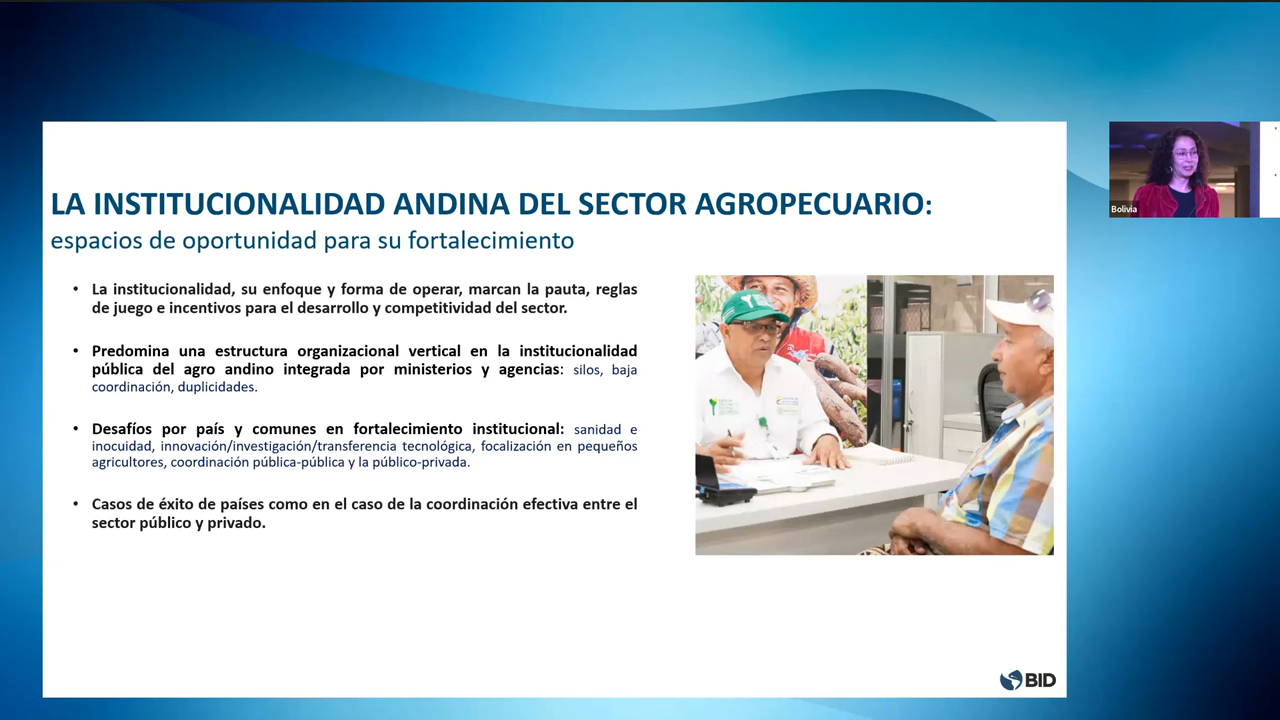 LA INSTITUCIONALIDAD ANDINA DEL SECTOR AGROPECUARIO:
espacios de oportunidad para su fortalecimiento
• La institucionalidad, su enfoque y forma de operar, marcan la pauta, reglas
de juego e incentivos para el desarrollo y competitividad del sector.
• Predomina una estructura organizacional vertical en la institucionalidad
pública del agro andino integrada por ministerios y agencias: silos, baja
coordinación, duplicidades.
• Desafíos por país y comunes en fortalecimiento institucional: sanidad e
inocuidad, innovación/investigación/transferencia tecnológica, focalización en pequeños
agricultores, coordinación pública-pública y la público-privada.
• Casos de éxito de países como en el caso de la coordinación efectiva entre el
sector público y privado.
BID
Bolivia